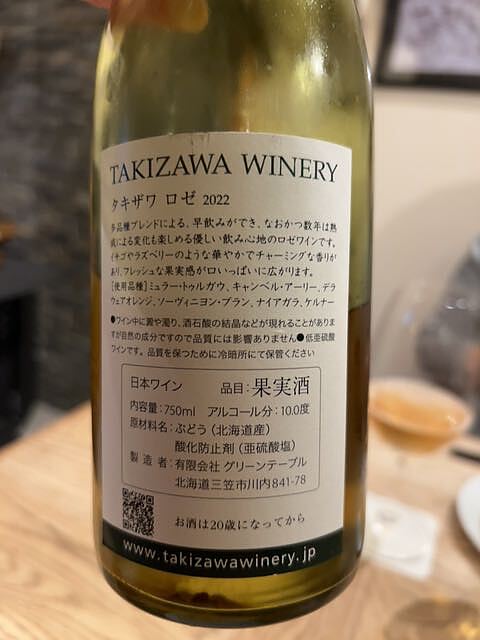 TAKIZAWA WINERY
タキザワ ロゼ 2022
多品種ブレンドによる、早飲みができ、なおかつ数年は熟
成による変化も楽しめる優しい飲み心地のロゼワインです。
イチゴやラズベリーのような華やかでチャーミングな香りが
あり、フレッシュな果実感が口いっぱいに広がります。
[使用品種]ミュラー・トゥルガウ、キャンベル・アーリー、デラ
ウェアオレンジ、ソーヴィニヨン・ブラン、ナイアガラ、ケルナー
●ワイン中に澱や濁り、酒石酸の結晶などが現れることがありま
すが自然の成分ですので品質には影響ありません●低亜硫酸
ワインです。品質を保つために冷暗所にて保管ください
日本ワイン 品目：果実酒
内容量：750ml アルコール分：10.0度
原材料名：ぶどう（北海道産）
酸化防止剤（亜硫酸塩）
製造者：有限会社 グリーンテーブル
北海道三笠市川内841-78
お酒は20歳になってから
www.takizawawinery.jp